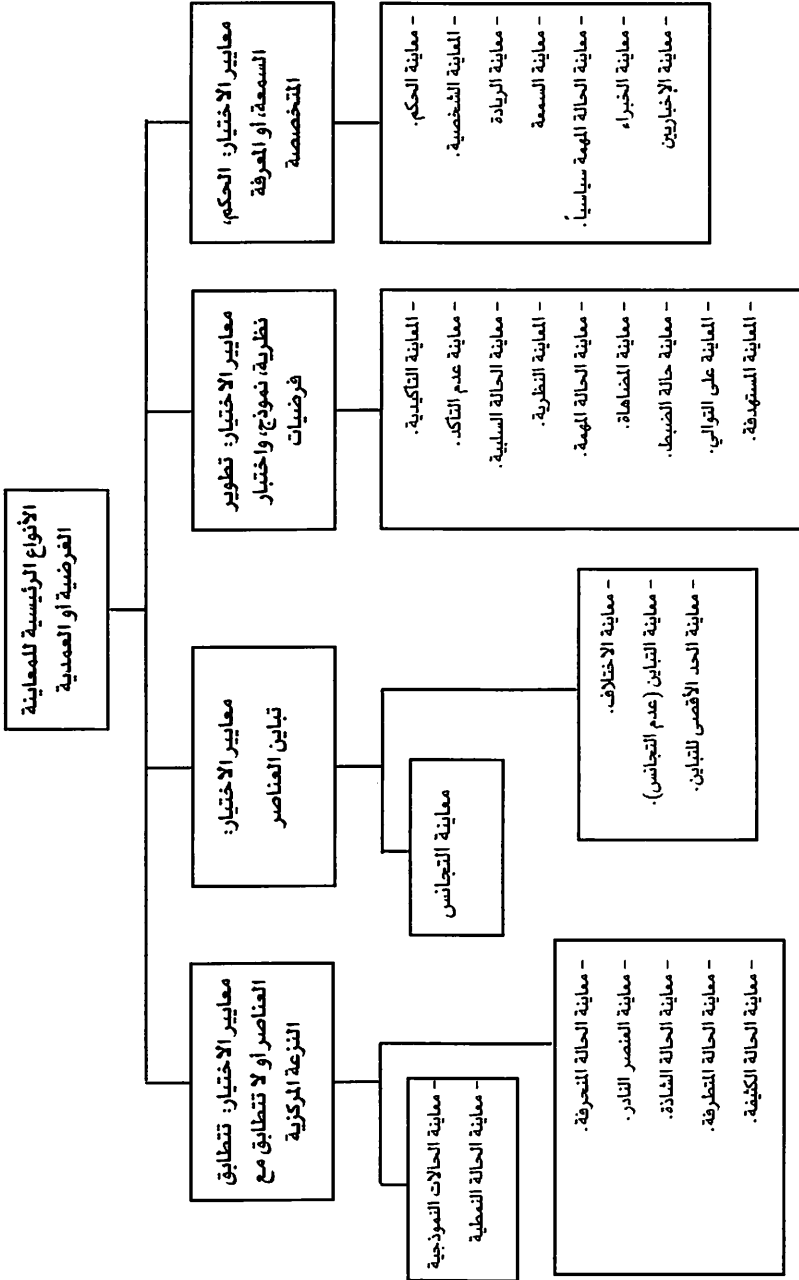 الأنواع الرئيسية للمعاينة
الغرضية أو العمدية
معايير الاختيار: الحكم،
السمعة، أو المعرفة
المتخصصة
- معاينة الحكم.
- المعاينة الشخصية.
- معاينة الريادة
- معاينة السمعة
- معاينة الحالة المهمة سياسياً.
- معاينة الخبراء
- معاينة الإخباريين
معايير الاختيار: تطوير
نظرية، نموذج، واختبار
فرضيات
- المعاينة التاكيدية.
- معاينة عدم التاكد.
- معاينة الحالة السلبية.
- المعاينة النظرية.
- معاينة الحالة المهمة.
- معاينة المضاهاة.
- معاينة حالة الضبط.
- المعاينة على التوالي.
- المعاينة المستهدفة.
معايير الاختيار:
تباين العناصر
معاينة التجانس
- معاينة الاختلاف.
- معاينة التباين (عدم التجانس).
- معاينة الحد الأقصى للتباين.
معايير الاختيار: تتطابق
العناصر أو لا تتطابق مع
النزعة المركزية
- معاينة الحالات النموذجية
- معاينة الحالة النمطية
- معاينة الحالة المنحرفة.
- معاينة العنصر النادر.
- معاينة الحالة الشاذة.
- معاينة الحالة المتطرفة.
- معاينة الحالة الكثيفة.